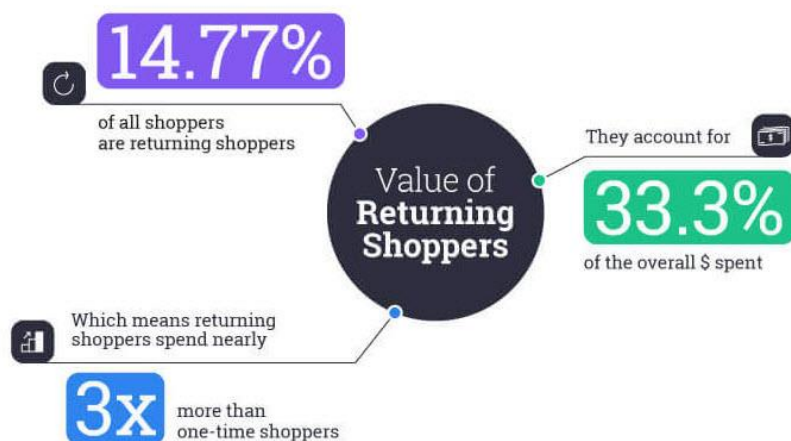 14.77%
of all shoppers
are returning shoppers
Value of
Returning
Shoppers
They account for
$
33.3%
of the overall $ spent
Which means returning
shoppers spend nearly
3x
more than
one-time shoppers